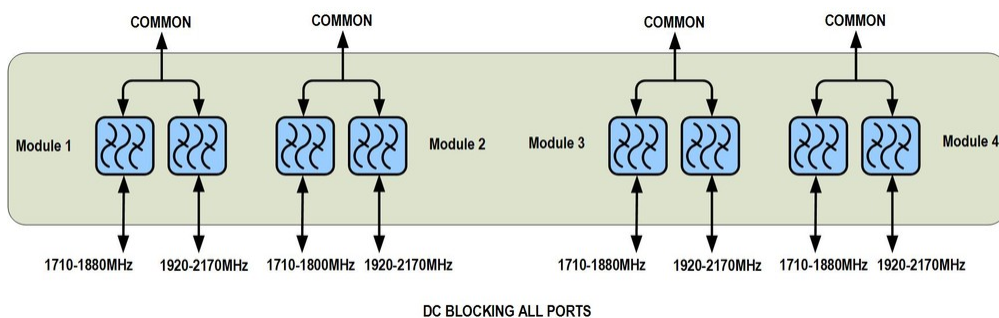 COMMON COMMON COMMON COMMON
Module 1 Module 2 Module 3 Module 4
1710-1880MHz 1920-2170MHz 1710-1800MHz 1920-2170MHz 1710-1880MHz 1920-2170MHz 1710-1880MHz 1920-2170MHz
DC BLOCKING ALL PORTS